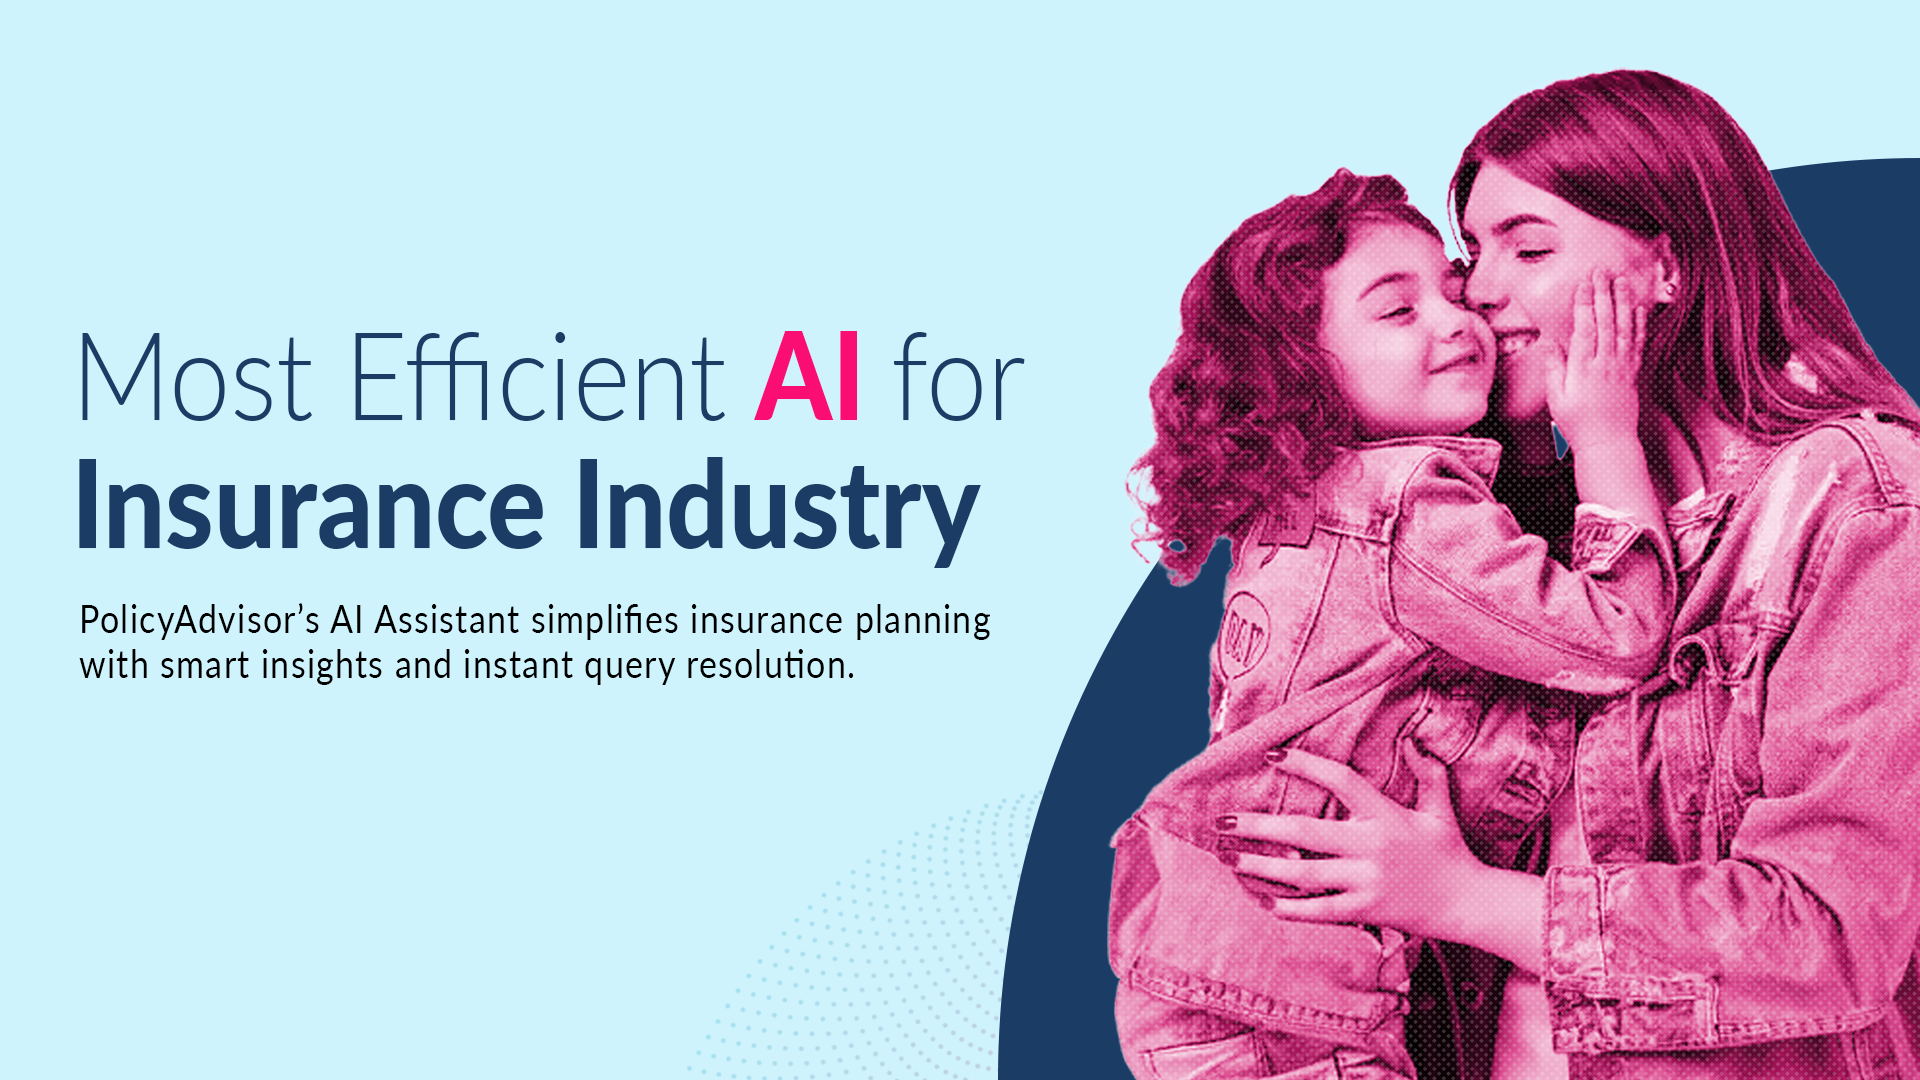 Most Efficient AI for
Insurance Industry
PolicyAdvisor’s AI Assistant simplifies insurance planning
with smart insights and instant query resolution.